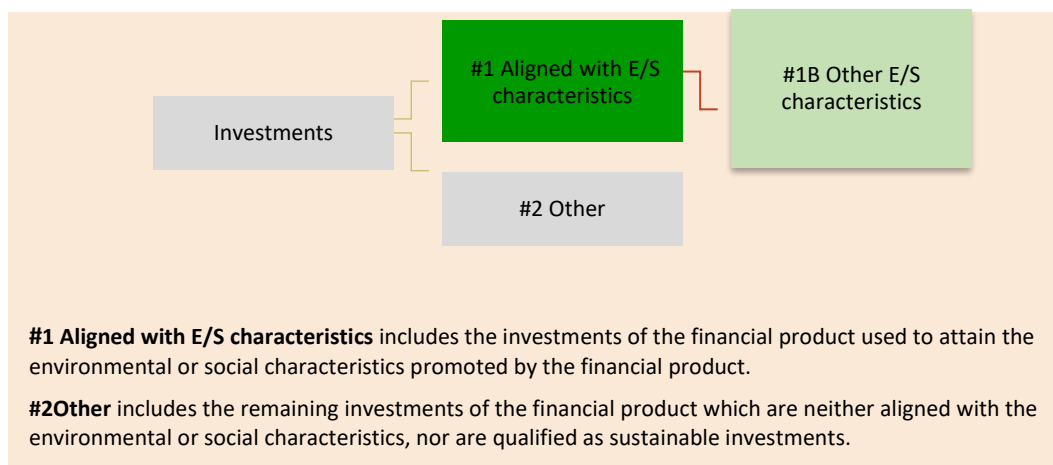 #1 Aligned with E/S
characteristics
#1B Other E/S
characteristics
Investments
#2 Other
#1 Aligned with E/S characteristics includes the investments of the financial product used to attain the
environmental or social characteristics promoted by the financial product.
#2Other includes the remaining investments of the financial product which are neither aligned with the
environmental or social characteristics, nor are qualified as sustainable investments.